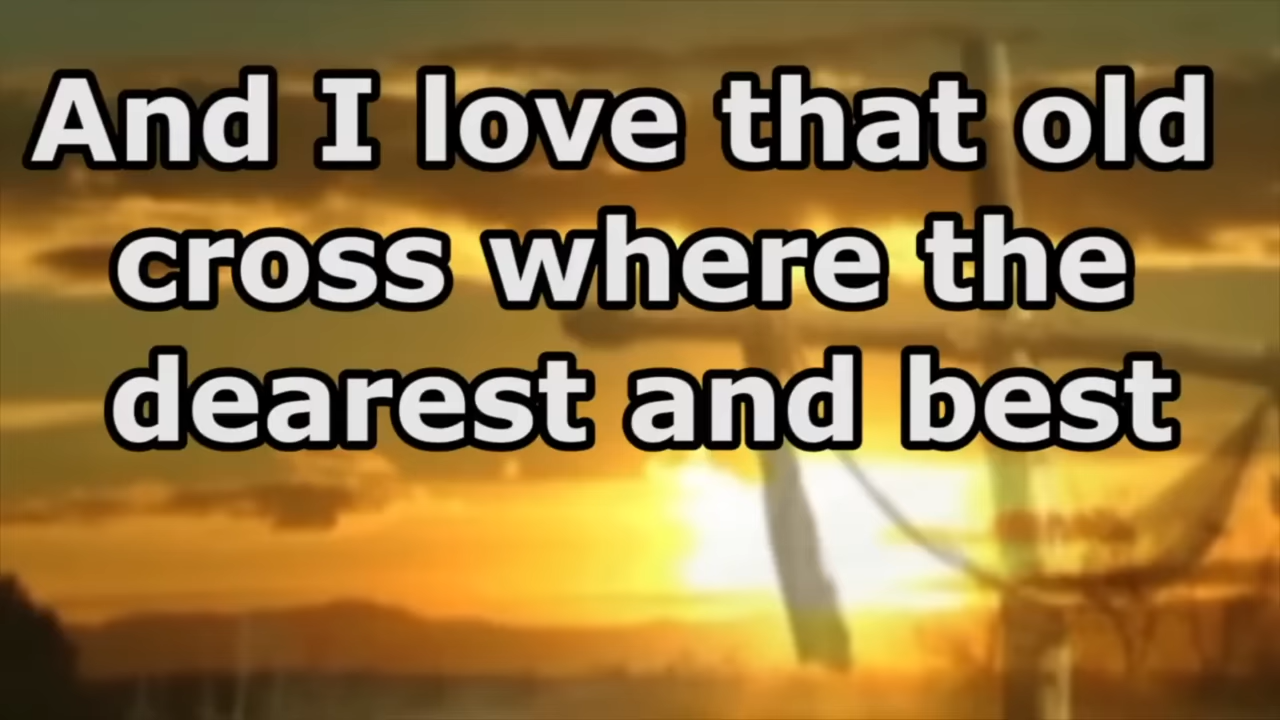 And I love that old
cross where the
dearest and best